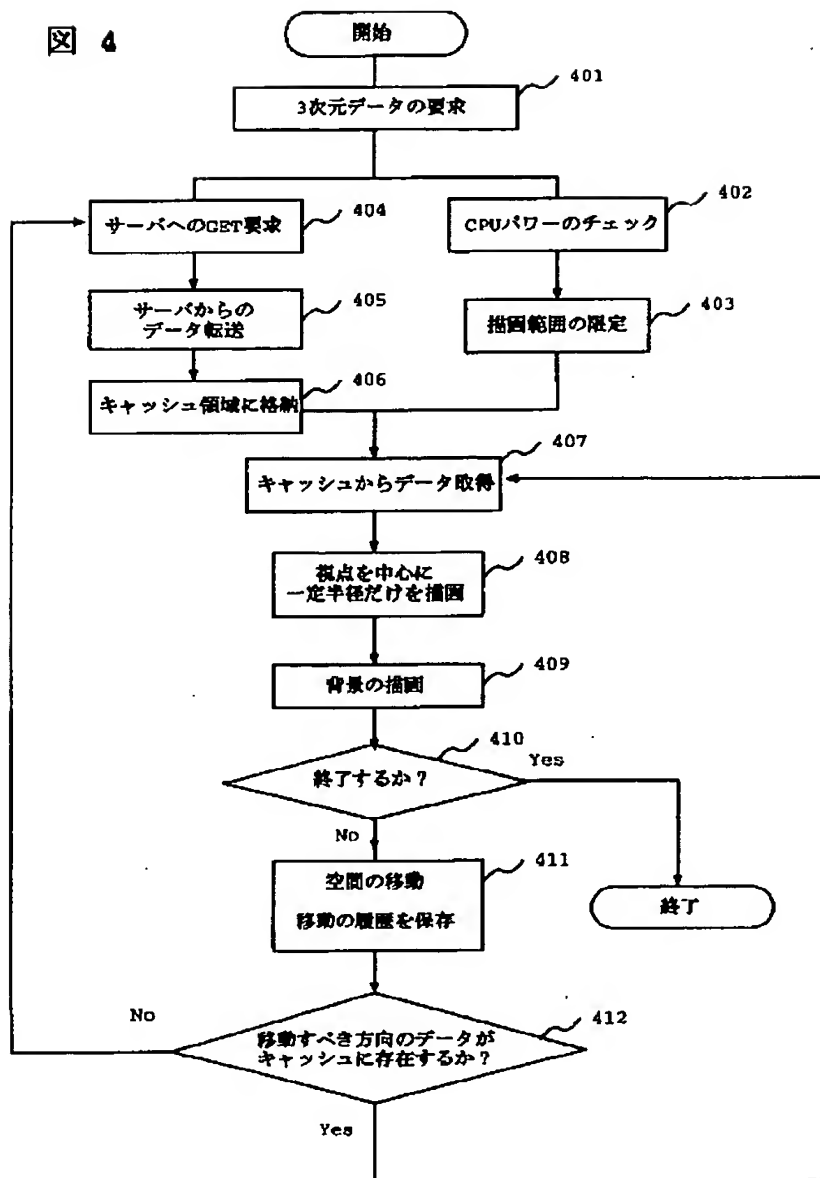 図 4
開始
401
3次元データの要求
404
サーバへのGET要求
402
CPUパワーのチェック
405
サーバからの
データ転送
403
描画範囲の限定
406
キャッシュ領域に格納
407
キャッシュからデータ取得
408
視点を中心に
一定半径だけを描画
409
背景の描画
410
終了するか?
Yes
No
411
空間の移動
移動の履歴を保存
終了
412
移動すべき方向のデータが
キャッシュに存在するか?
No
Yes